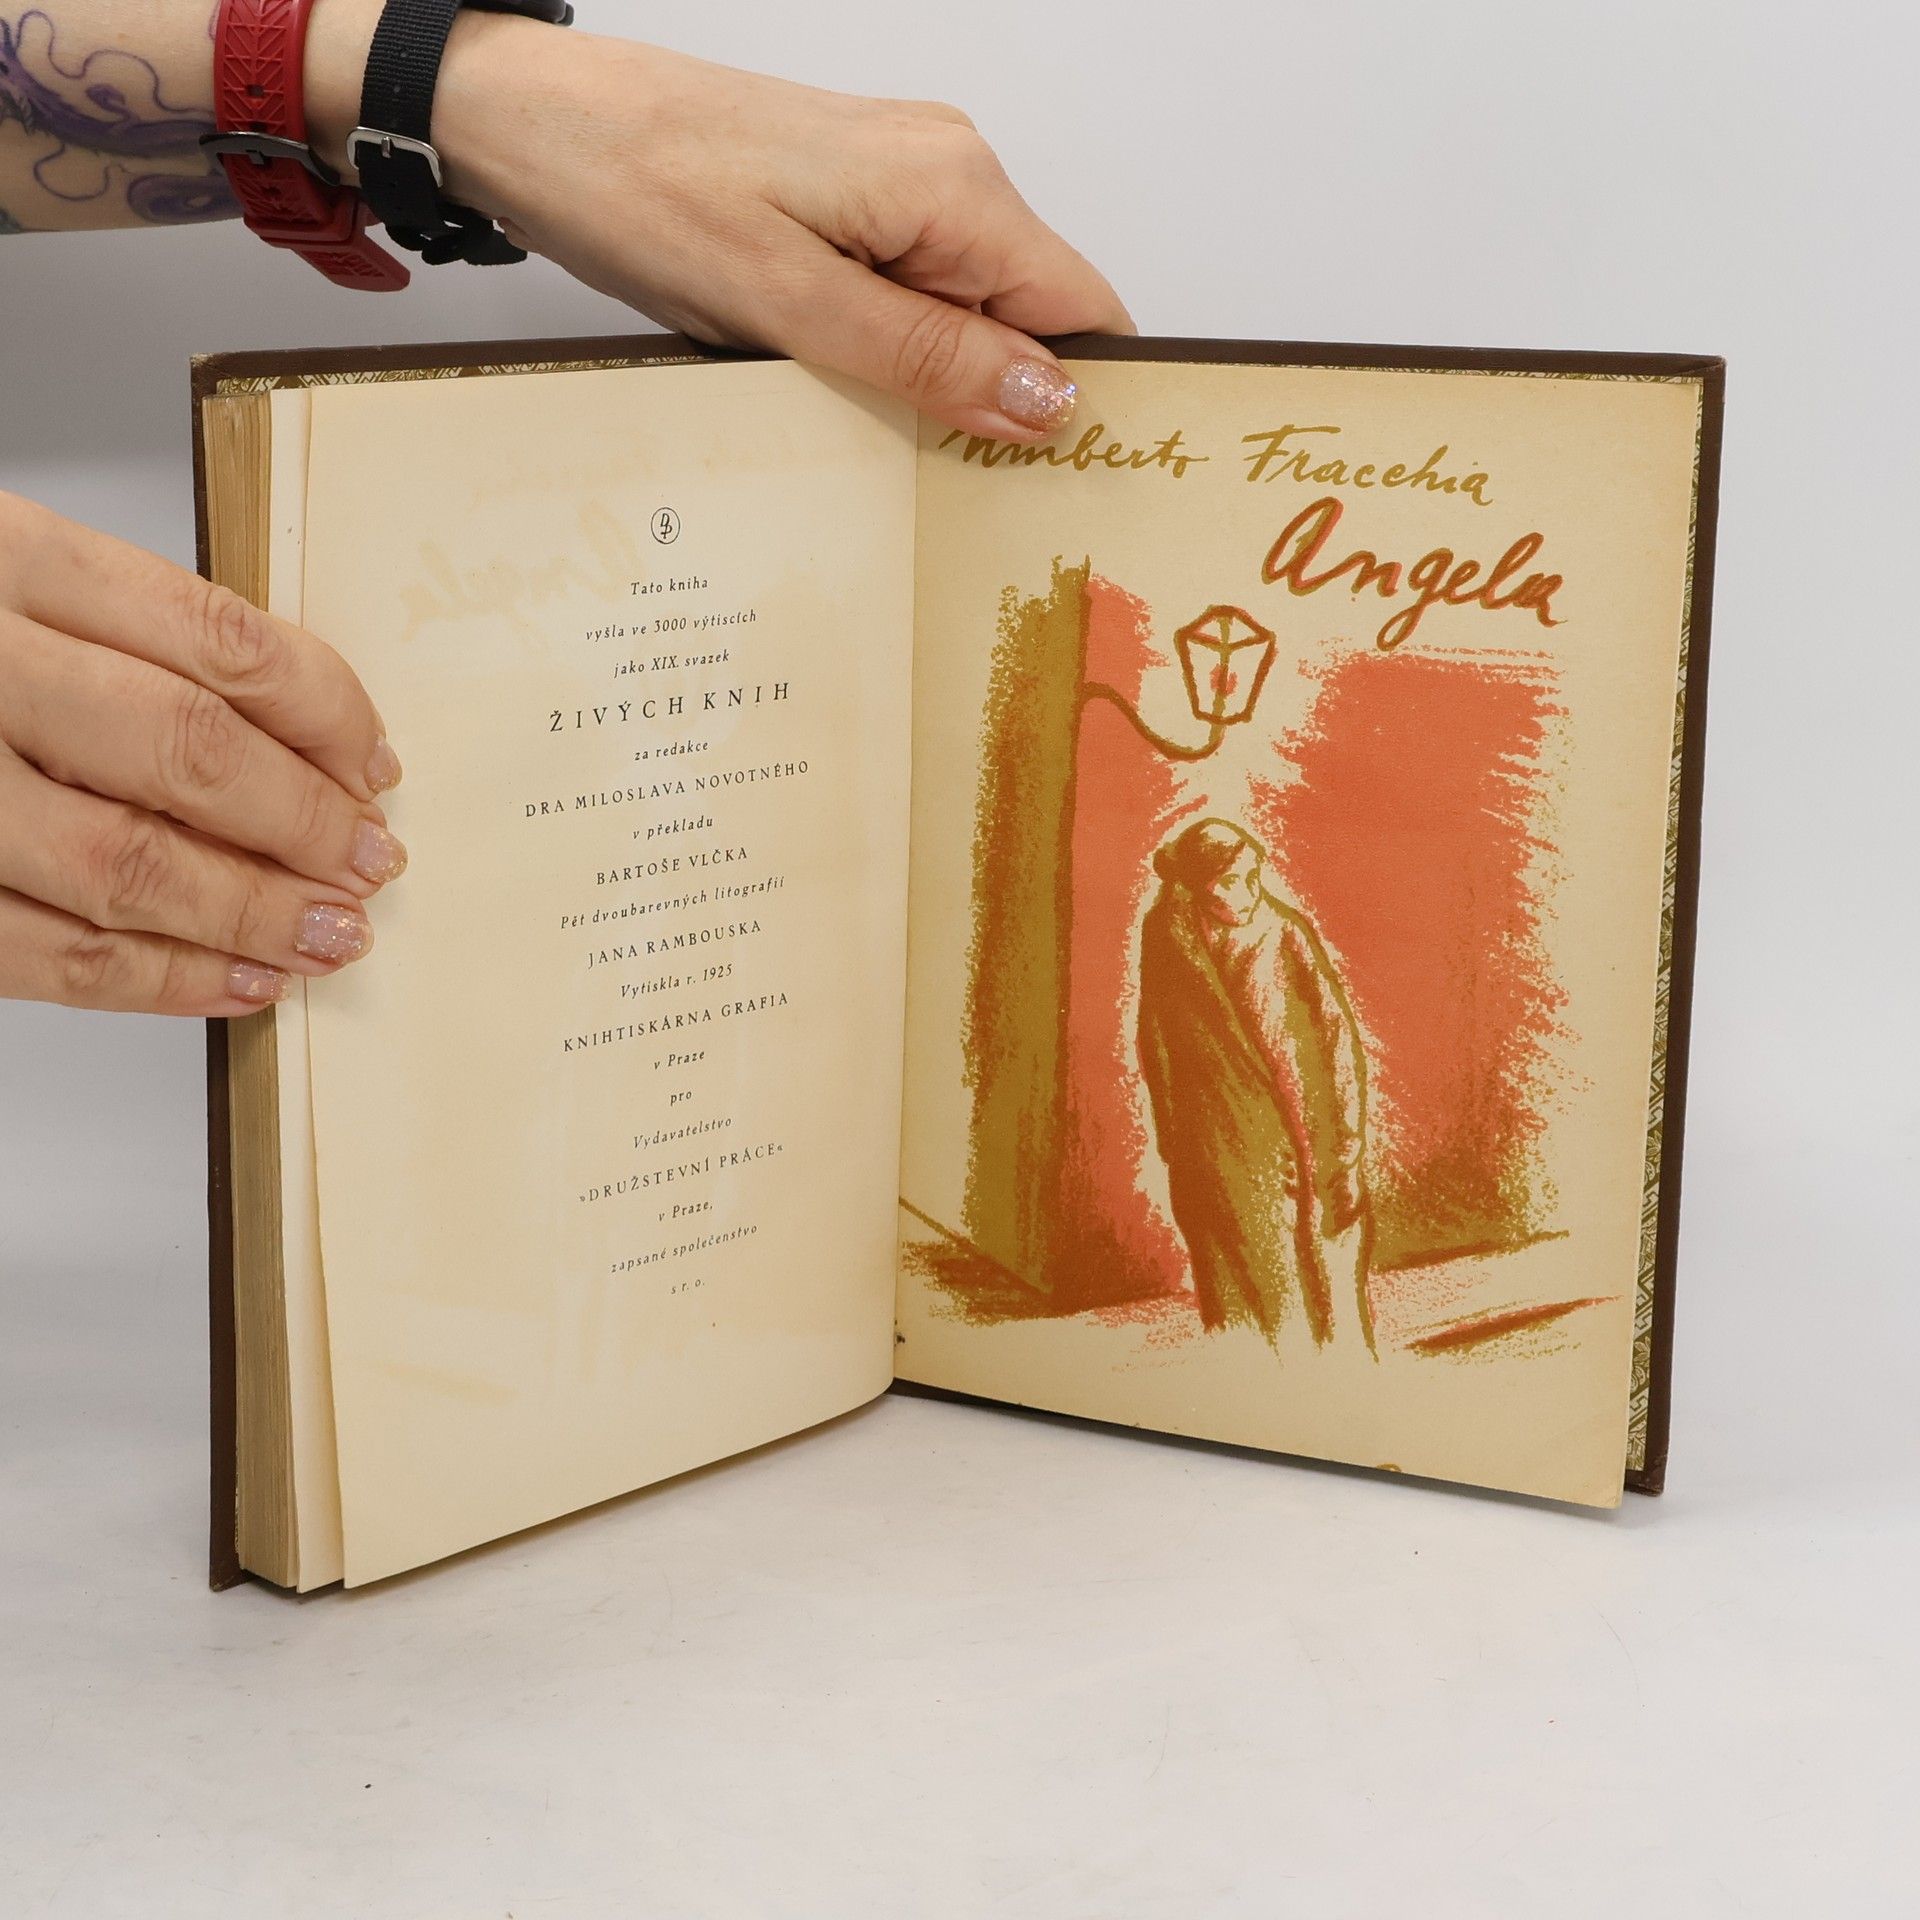 DP
Tato kniha
vyšla ve 3000 výtiscích
jako XIX. svazek
ŽIVÝCH KNIH
za redakce
DRA MILOSLAVA NOVOTNÉHO
v překladu
BARTOŠE VLČKA
Pět dvoubarevných litografií
JANA RAMBOUSKA
Vytiskla r. 1925
KNIHTISKÁRNA GRAFIA
v Praze
pro
Vydavatelstvo
»DRUŽSTEVNÍ PRÁCE«
v Praze,
zapsané společenstvo
s r. o.
Umberto Fracchia
Angela